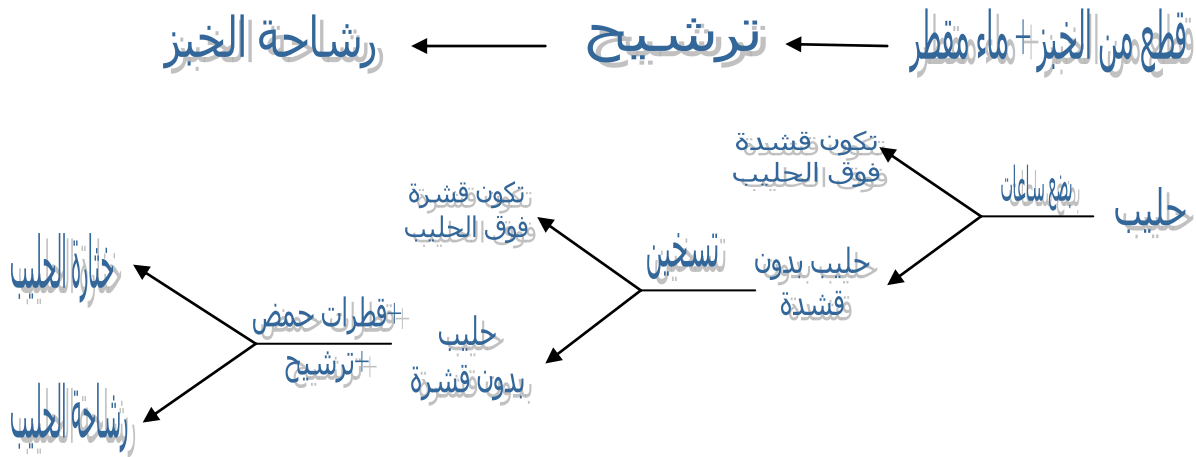 قطع من الخبز + ماء مقطر
ترشيح
رشاحة الخبز
حليب
بضع ساعات
تكون قشدة
فوق الحليب
حليب بدون
قشدة
تسخين
تكون قشرة
فوق الحليب
حليب
بدون قشرة
+قطرات حمض
+ترشيح
خثارة الحليب
رشاحة الحليب